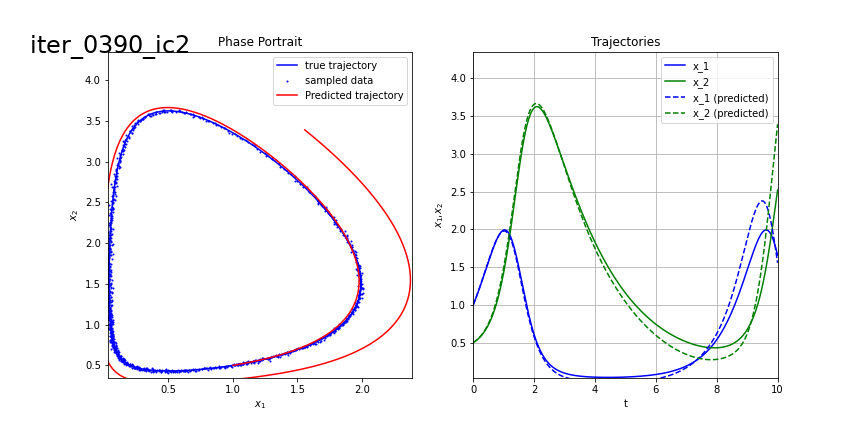 iter_0390_ic2
Phase Portrait
true trajectory
sampled data
Predicted trajectory
4.0
3.5
3.0
2.5
2.0
1.5
1.0
0.5
x₂
0.5 1.0 1.5 2.0
x₁
Trajectories
x_1
x_2
x_1 (predicted)
x_2 (predicted)
4.0
3.5
3.0
2.5
2.0
1.5
1.0
0.5
x₁,x₂
0 2 4 6 8 10
t